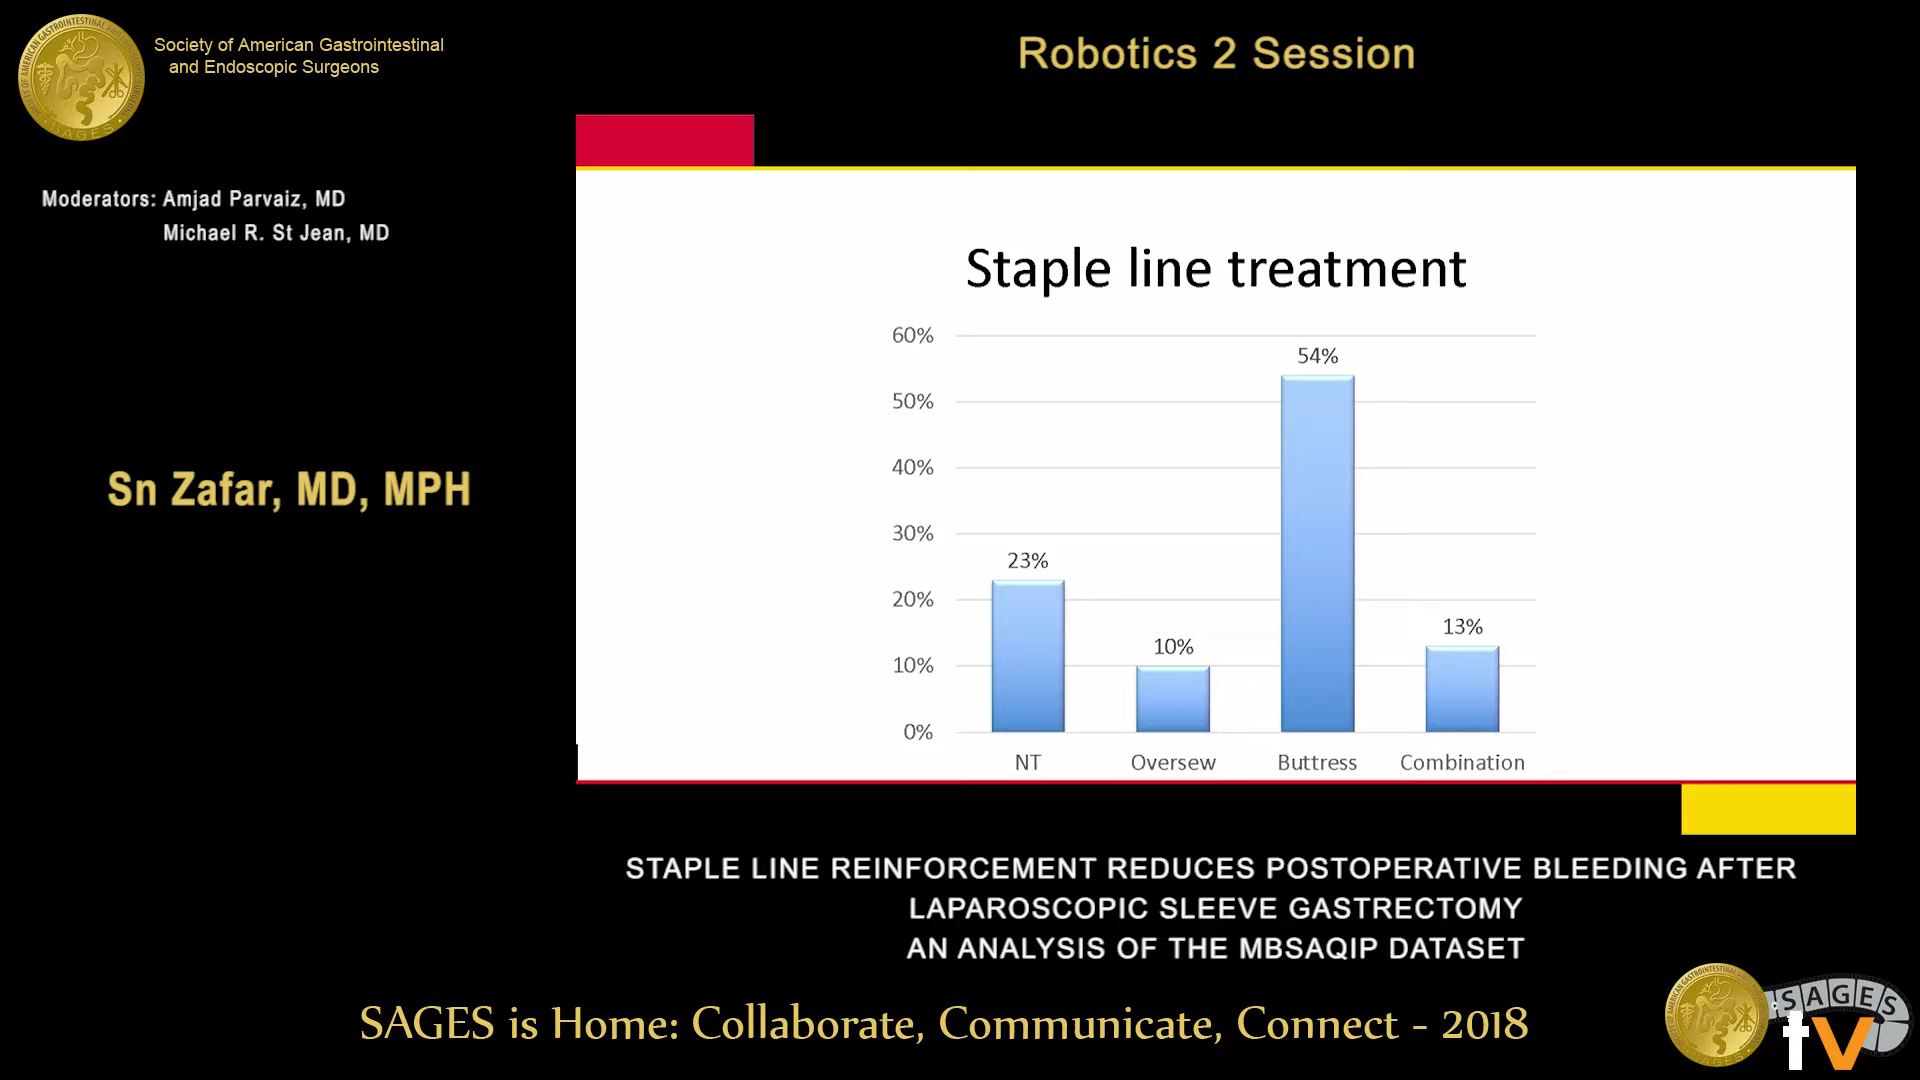 Society of American Gastrointestinal
and Endoscopic Surgeons
Robotics 2 Session
Moderators: Amjad Parvaiz, MD
Michael R. St Jean, MD
Sn Zafar, MD, MPH
Staple line treatment
60%
50%
40%
30%
20%
10%
0%
23%
10%
54%
13%
NT
Oversew
Buttress
Combination
STAPLE LINE REINFORCEMENT REDUCES POSTOPERATIVE BLEEDING AFTER
LAPAROSCOPIC SLEEVE GASTRECTOMY
AN ANALYSIS OF THE MBSAQIP DATASET
SAGES is Home: Collaborate, Communicate, Connect - 2018
SAGES
tv
SAGES